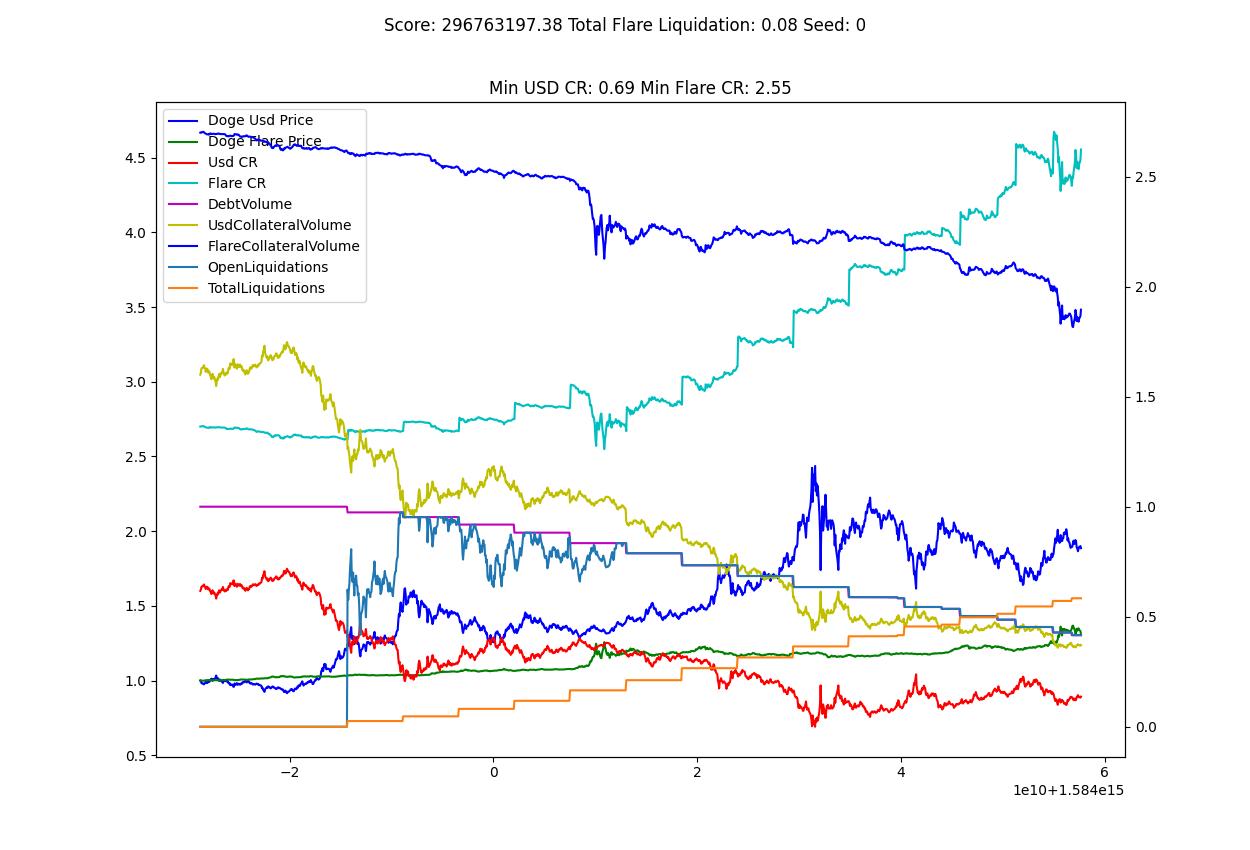 Score: 296763197.38 Total Flare Liquidation: 0.08 Seed: 0
Min USD CR: 0.69 Min Flare CR: 2.55
Doge Usd Price
Doge Flare Price
Usd CR
Flare CR
DebtVolume
UsdCollateralVolume
FlareCollateralVolume
OpenLiquidations
TotalLiquidations
4.5
4.0
3.5
3.0
2.5
2.0
1.5
1.0
0.5
2.5
2.0
1.5
1.0
0.5
0.0
−2 0 2 4 6
1e10+1.584e15